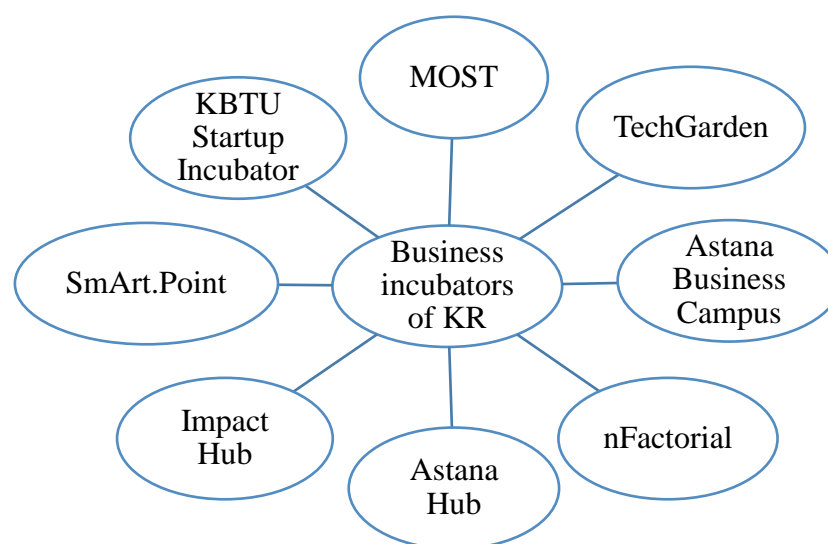 MOST
KBTU
Startup
Incubator
TechGarden
SmArt.Point
Business
incubators
of KR
Astana
Business
Campus
Impact
Hub
Astana
Hub
nFactorial